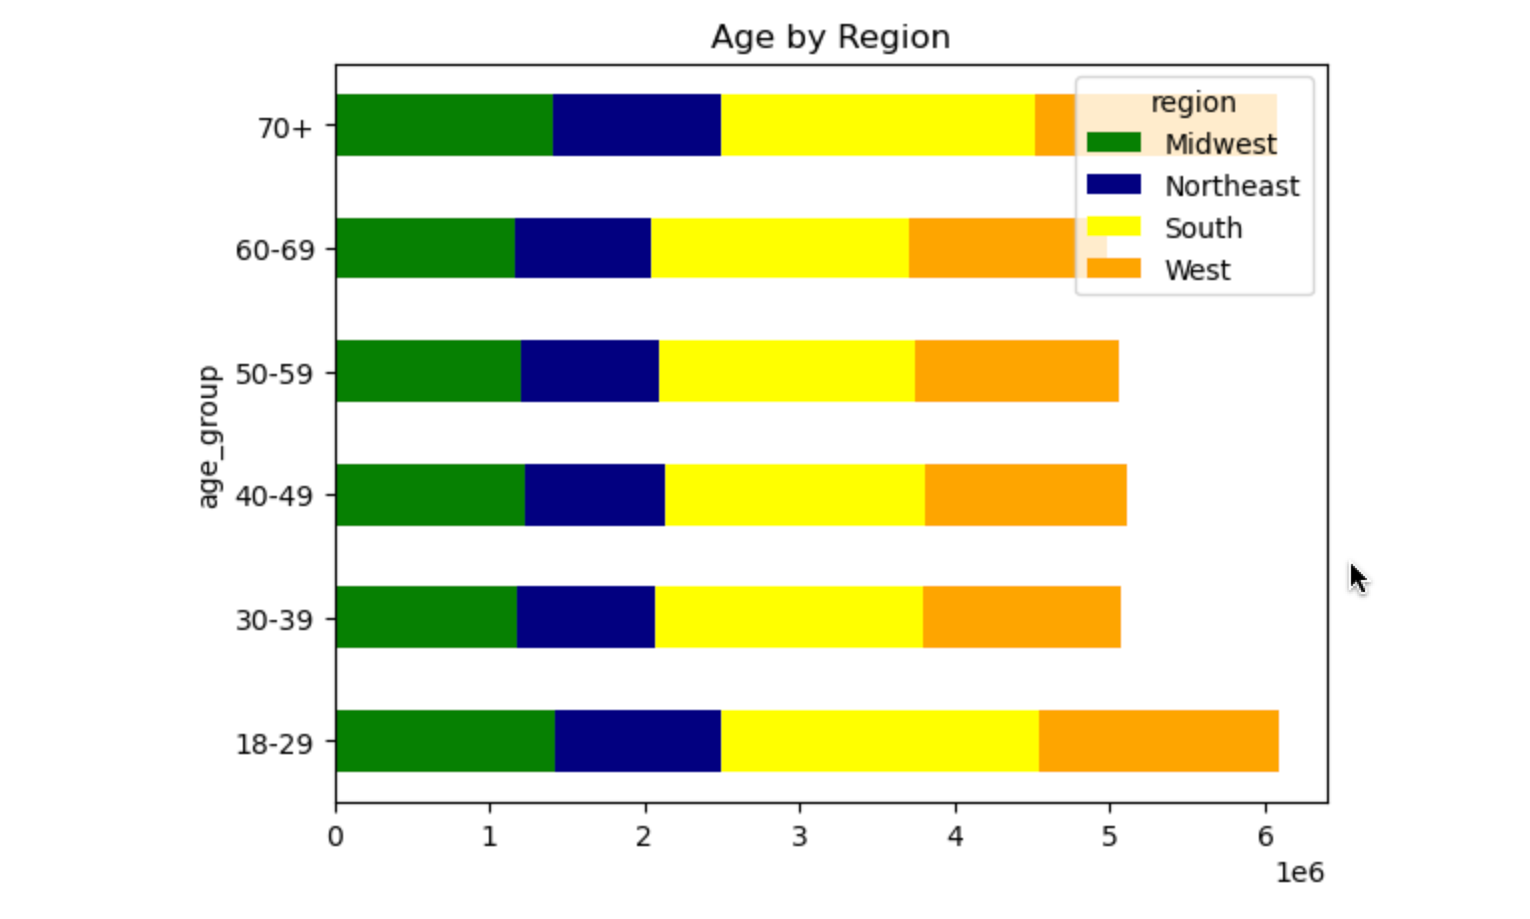 Age by Region
region
Midwest
Northeast
South
West
age_group
70+
60-69
50-59
40-49
30-39
18-29
0 1 2 3 4 5 6
1e6